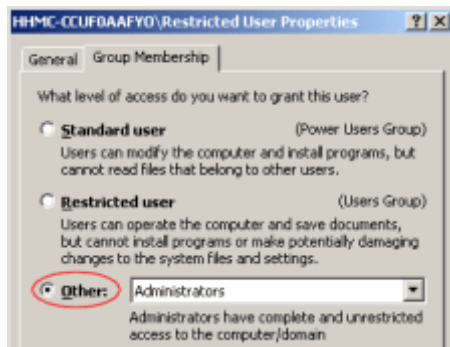 HHMC-CCUF0AAFYO\Restricted User Properties
General Group Membership
What level of access do you want to grant this user?
Standard user (Power Users Group)
Users can modify the computer and install programs, but
cannot read files that belong to other users.
Restricted user (Users Group)
Users can operate the computer and save documents,
but cannot install programs or make potentially damaging
changes to the system files and settings.
Other: Administrators
Administrators have complete and unrestricted
access to the computer/domain